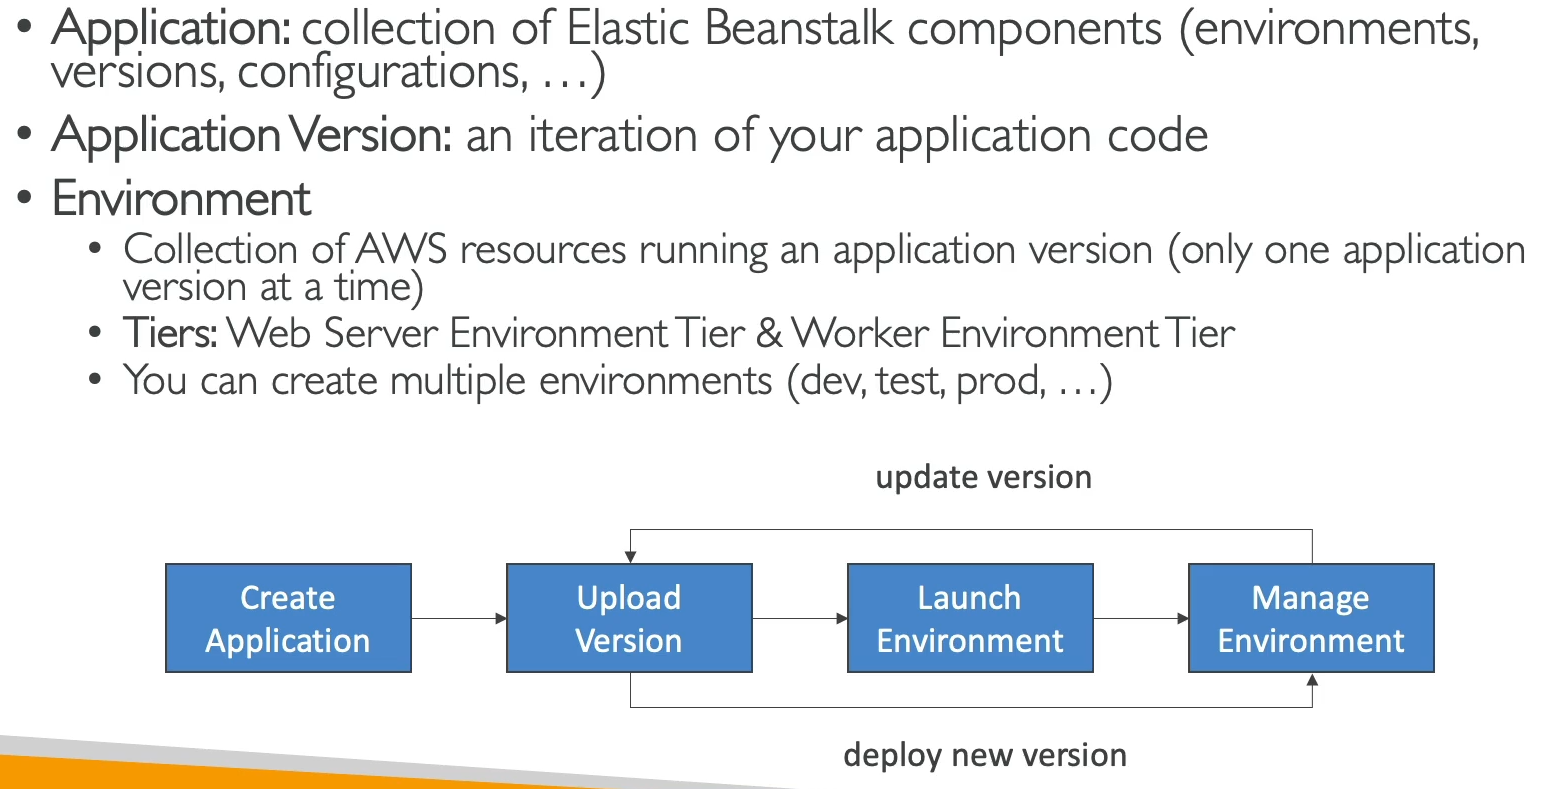 • Application: collection of Elastic Beanstalk components (environments,
versions, configurations, …)
• Application Version: an iteration of your application code
• Environment
• Collection of AWS resources running an application version (only one application
version at a time)
• Tiers: Web Server Environment Tier & Worker Environment Tier
• You can create multiple environments (dev, test, prod, …)
update version
Create
Application
Upload
Version
Launch
Environment
Manage
Environment
deploy new version